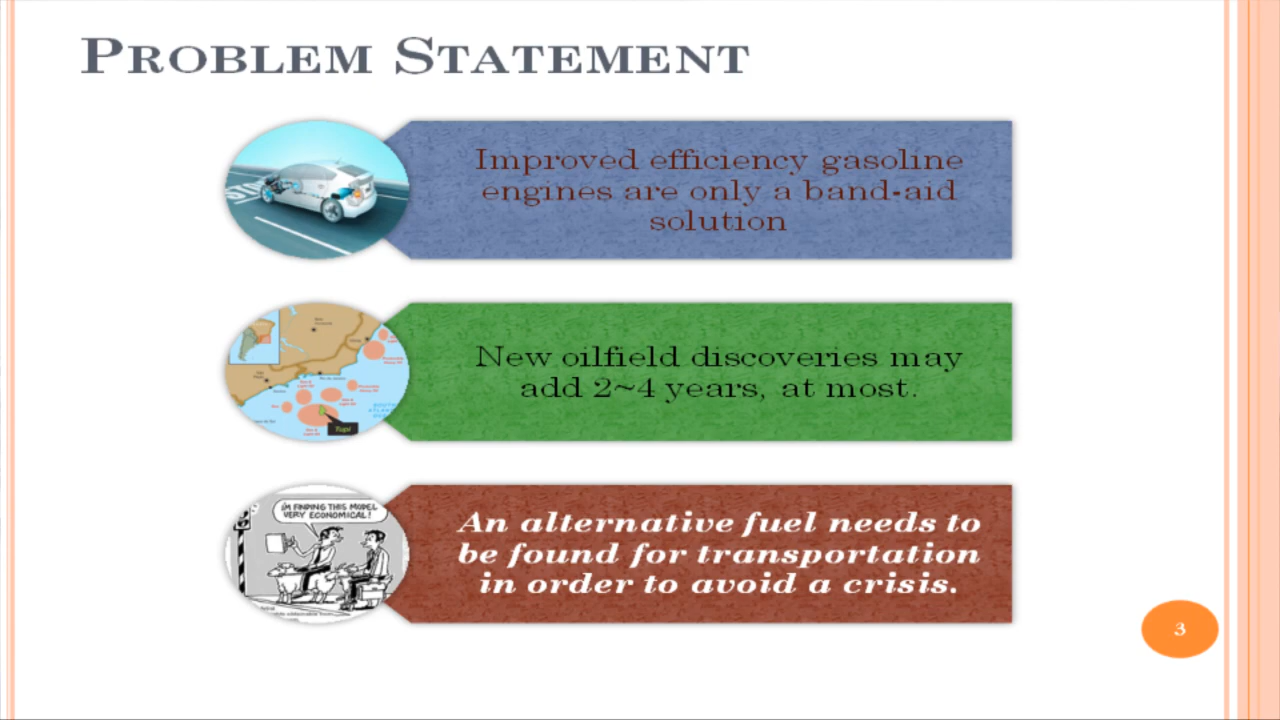 PROBLEM STATEMENT
Improved efficiency gasoline
engines are only a band-aid
solution
New oilfield discoveries may
add 2~4 years, at most.
Tupi
I'M FINDING THIS MODEL
VERY ECONOMICAL!
An alternative fuel needs to
be found for transportation
in order to avoid a crisis.
3